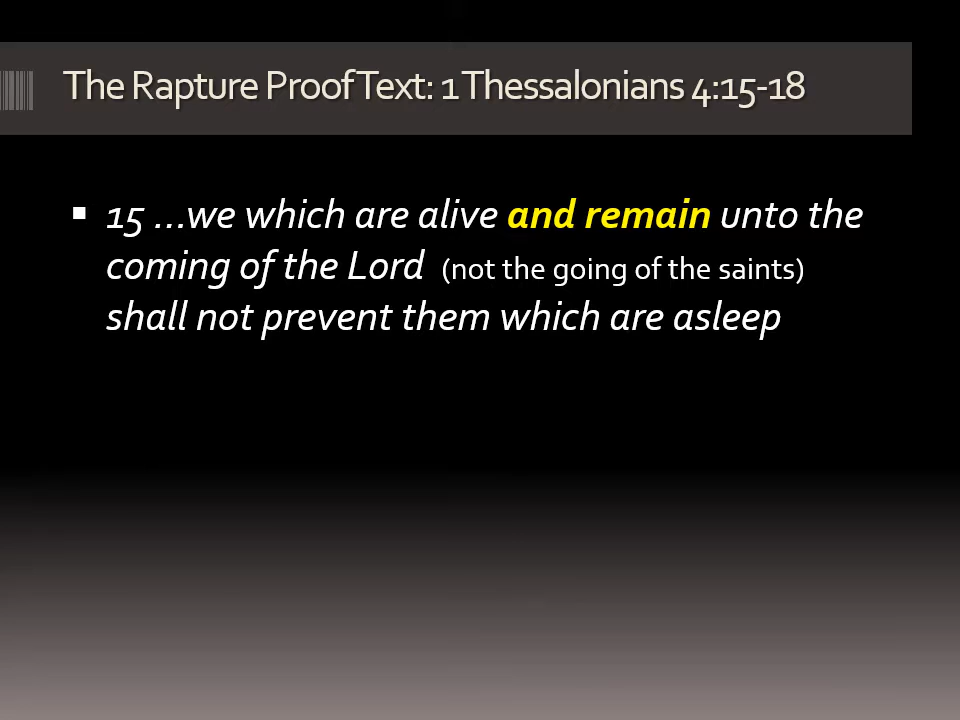 The Rapture Proof Text: 1 Thessalonians 4:15-18
15 ...we which are alive and remain unto the
coming of the Lord (not the going of the saints)
shall not prevent them which are asleep